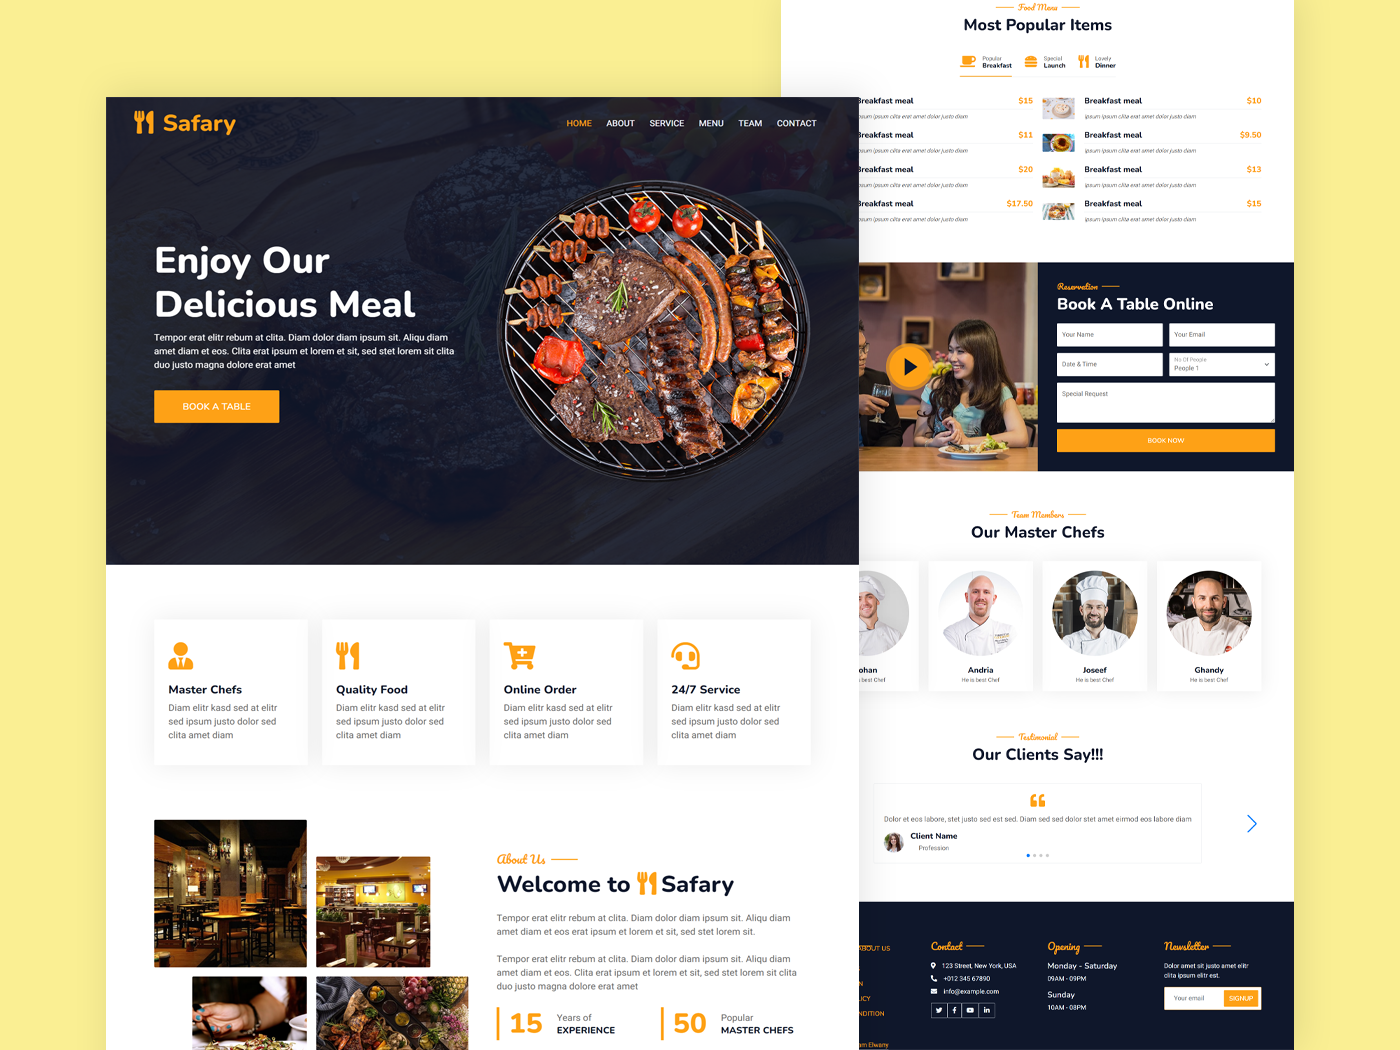 Safary
HOME ABOUT SERVICE MENU TEAM CONTACT
Enjoy Our
Delicious Meal
Tempor erat elitr rebum at clita. Diam dolor diam ipsum sit. Aliqu diam
amet diam et eos. Clita erat ipsum et lorem et sit, sed stet lorem sit clita
duo justo magna dolore erat amet
BOOK A TABLE
Master Chefs
Diam elitr kasd sed at elitr
sed ipsum justo dolor sed
clita amet diam
Quality Food
Diam elitr kasd sed at elitr
sed ipsum justo dolor sed
clita amet diam
Online Order
Diam elitr kasd sed at elitr
sed ipsum justo dolor sed
clita amet diam
24/7 Service
Diam elitr kasd sed at elitr
sed ipsum justo dolor sed
clita amet diam
About Us
Welcome to Safary
Tempor erat elitr rebum at clita. Diam dolor diam ipsum sit. Aliqu diam
amet diam et eos erat ipsum et lorem et sit, sed stet lorem sit.
Tempor erat elitr rebum at clita. Diam dolor diam ipsum sit. Aliqu diam
amet diam et eos. Clita erat ipsum et lorem et sit, sed stet lorem sit clita
duo justo magna dolore erat amet
15 Years of
EXPERIENCE
50 Popular
MASTER CHEFS
Food Menu
Most Popular Items
Popular
Breakfast
Special
Launch
Lovely
Dinner
Breakfast meal $15
ipsum ipsum clita erat amet dolor justo diam
Breakfast meal $10
ipsum ipsum clita erat amet dolor justo diam
Breakfast meal $11
ipsum ipsum clita erat amet dolor justo diam
Breakfast meal $9.50
ipsum ipsum clita erat amet dolor justo diam
Breakfast meal $20
ipsum ipsum clita erat amet dolor justo diam
Breakfast meal $13
ipsum ipsum clita erat amet dolor justo diam
Breakfast meal $17.50
ipsum ipsum clita erat amet dolor justo diam
Breakfast meal $15
ipsum ipsum clita erat amet dolor justo diam
Reservation
Book A Table Online
Your Name
Your Email
Date & Time
No Of People
People 1
Special Request
BOOK NOW
Team Members
Our Master Chefs
ohan
best Chef
Andria
He is best Chef
Joseef
He is best Chef
Ghandy
He is best Chef
Testimonial
Our Clients Say!!!
Dolor et eos labore, stet justo sed est sed. Diam sed sed dolor stet amet eirmod eos labore diam
Client Name
Profession
ABOUT US
N
LICY
ONDITION
am Elwany
Contact
123 Street, New York, USA
+012 345 67890
info@example.com
Opening
Monday - Saturday
09AM - 09PM
Sunday
10AM - 08PM
Newsletter
Dolor amet sit justo amet elitr
clita ipsum elitr est.
Your email SIGNUP